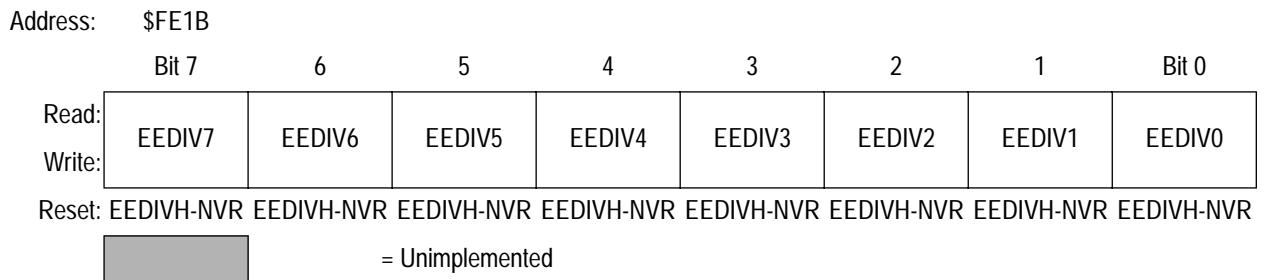 Address: $FE1B
Bit 7 6 5 4 3 2 1 Bit 0
Read:
EEDIV7 EEDIV6 EEDIV5 EEDIV4 EEDIV3 EEDIV2 EEDIV1 EEDIV0
Write:
Reset: EEDIVH-NVR EEDIVH-NVR EEDIVH-NVR EEDIVH-NVR EEDIVH-NVR EEDIVH-NVR EEDIVH-NVR EEDIVH-NVR
= Unimplemented